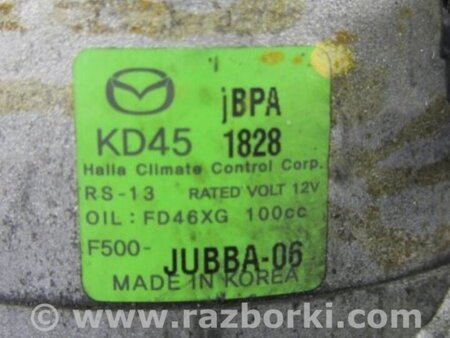 jBPA
KD45 1828
Halla Climate Control Corp.
RS-13 RATED VOLT 12V
OIL: FD46XG 100cc
F500- JUBBA-06
MADE IN KOREA
© www.razborki.com